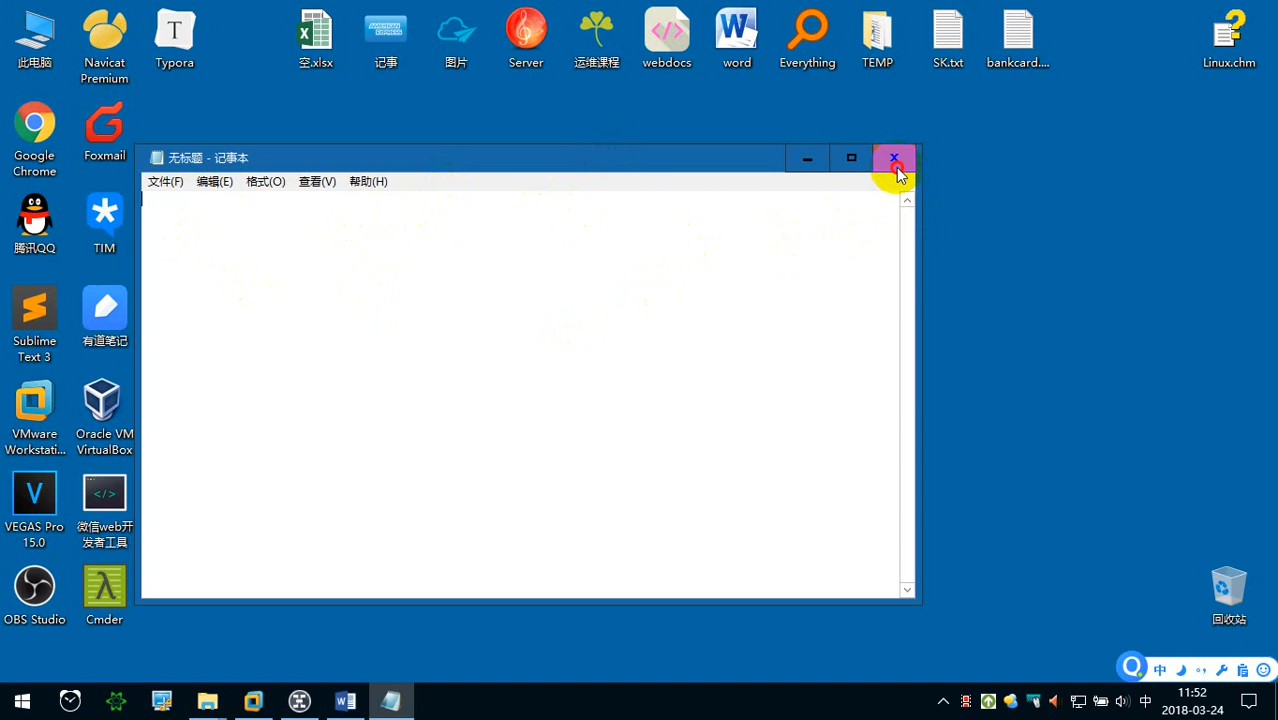 此电脑
Navicat
Premium
Typora
空.xlsx
记事
AMERICAN
EXPRESS
图片
Server
运维课程
webdocs
word
WORD
Everything
TEMP
SK.txt
bankcard....
Linux.chm
Google
Chrome
Foxmail
腾讯QQ
TIM
Sublime
Text 3
有道笔记
VMware
Workstati...
Oracle VM
VirtualBox
VEGAS Pro
15.0
微信web开
发者工具
OBS Studio
Cmder
无标题 - 记事本
文件(F) 编辑(E) 格式(O) 查看(V) 帮助(H)
回收站
中
中
11:52
2018-03-24